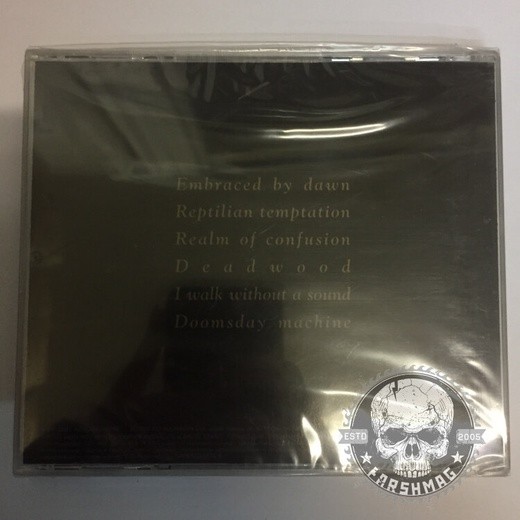 Embraced by dawn
Reptilian temptation
Realm of confusion
Deadwood
I walk without a sound
Doomsday machine
ESTD 2005
FARSHMAG